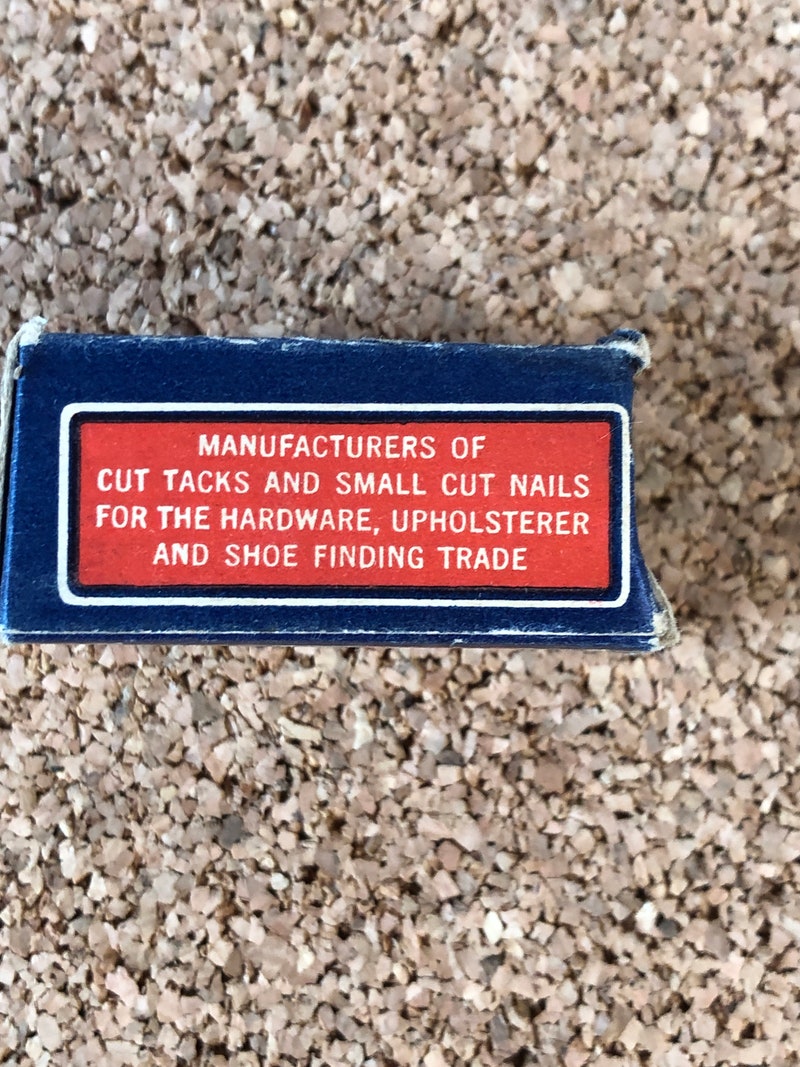 MANUFACTURERS OF
CUT TACKS AND SMALL CUT NAILS
FOR THE HARDWARE, UPHOLSTERER
AND SHOE FINDING TRADE